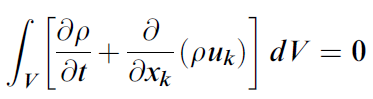 ∫_V [∂ρ/∂t + ∂/∂x_k (ρu_k)] dV = 0